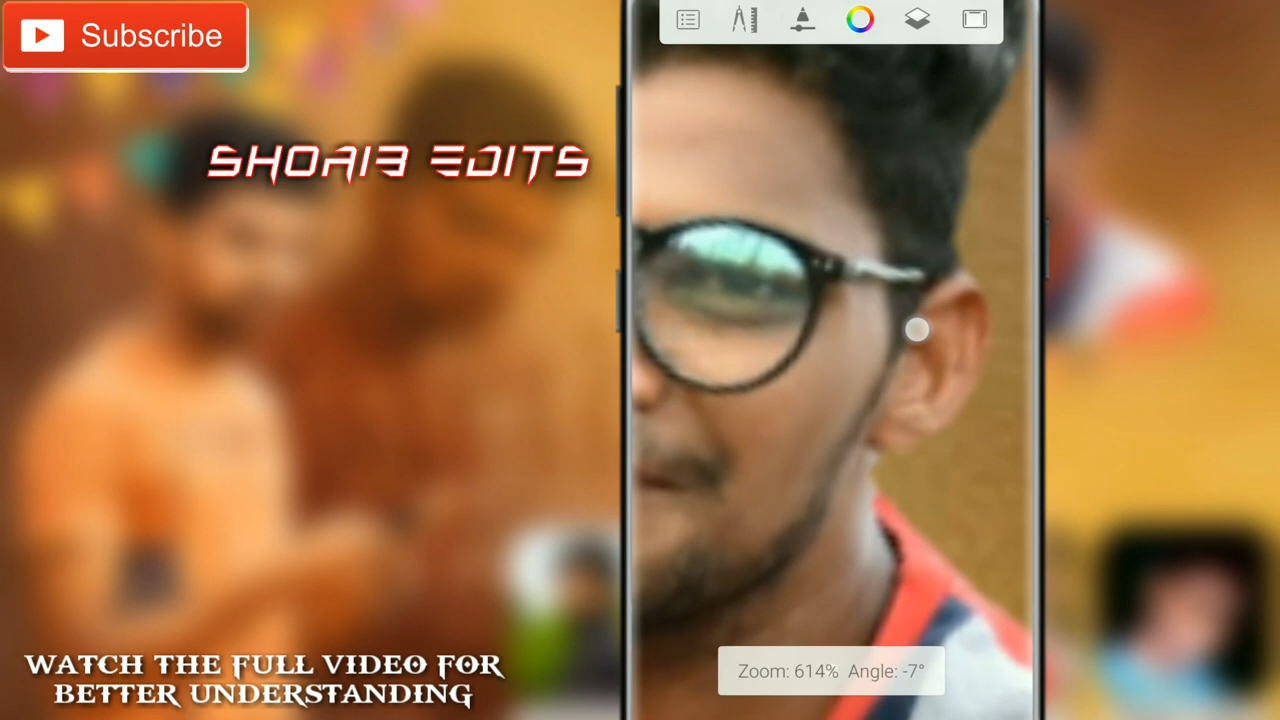 Subscribe
SHOAIB EDITS
WATCH THE FULL VIDEO FOR
BETTER UNDERSTANDING
Zoom: 614% Angle: -7°